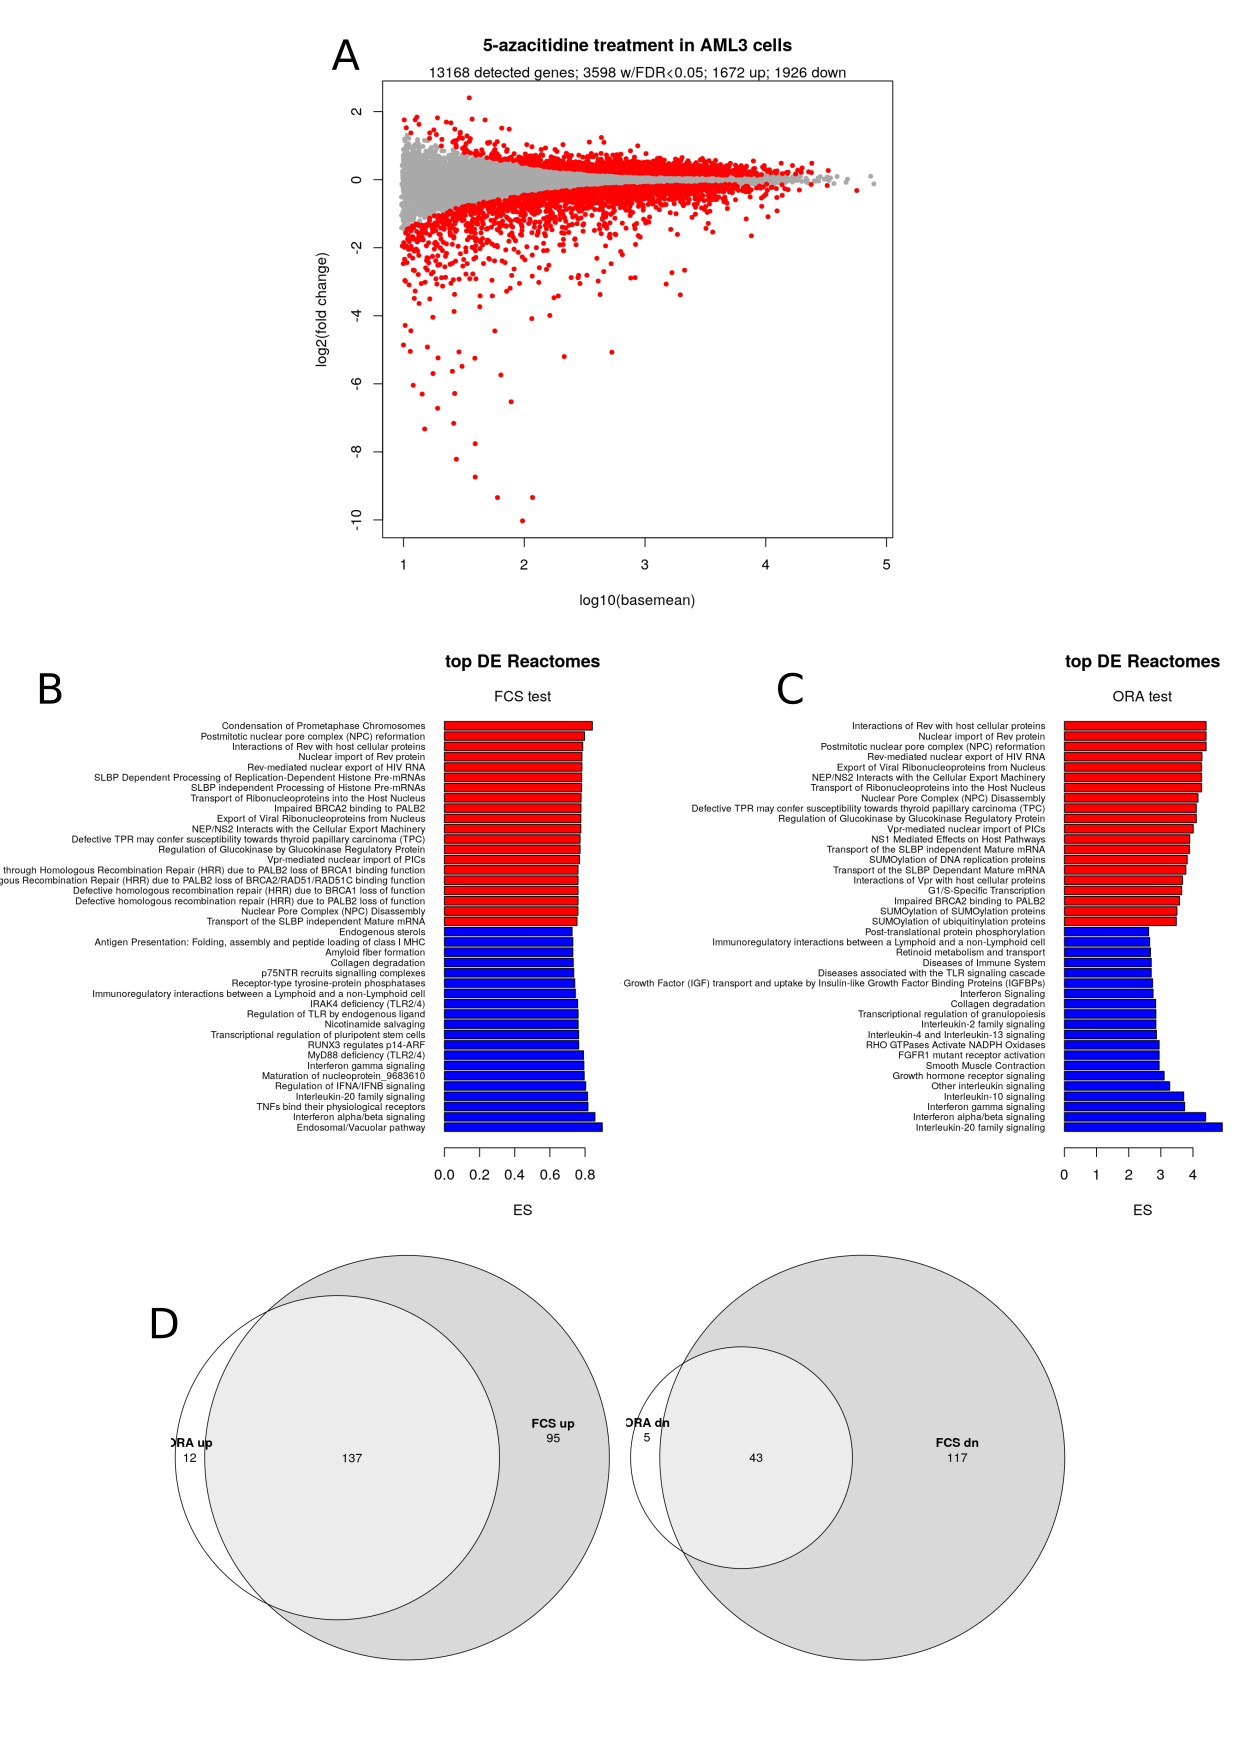 A
5-azacitidine treatment in AML3 cells
13168 detected genes; 3598 w/FDR<0.05; 1672 up; 1926 down
2
0
-2
-4
-6
-8
-10
log2(fold change)
1 2 3 4 5
log10(basemean)
B
top DE Reactomes
FCS test
Condensation of Prometaphase Chromosomes
Postmitotic nuclear pore complex (NPC) reformation
Interactions of Rev with host cellular proteins
Nuclear import of Rev protein
Rev-mediated nuclear export of HIV RNA
SLBP Dependent Processing of Replication-Dependent Histone Pre-mRNAs
SLBP independent Processing of Histone Pre-mRNAs
Transport of Ribonucleoproteins into the Host Nucleus
Impaired BRCA2 binding to PALB2
Export of Viral Ribonucleoproteins from Nucleus
NEP/NS2 Interacts with the Cellular Export Machinery
Defective TPR may confer susceptibility towards thyroid papillary carcinoma (TPC)
Regulation of Glucokinase by Glucokinase Regulatory Protein
Vpr-mediated nuclear import of PICs
through Homologous Recombination Repair (HRR) due to PALB2 loss of BRCA1 binding function
gous Recombination Repair (HRR) due to PALB2 loss of BRCA2/RAD51/RAD51C binding function
Defective homologous recombination repair (HRR) due to BRCA1 loss of function
Defective homologous recombination repair (HRR) due to PALB2 loss of function
Nuclear Pore Complex (NPC) Disassembly
Transport of the SLBP independent Mature mRNA
Endogenous sterols
Antigen Presentation: Folding, assembly and peptide loading of class I MHC
Amyloid fiber formation
Collagen degradation
p75NTR recruits signalling complexes
Receptor-type tyrosine-protein phosphatases
Immunoregulatory interactions between a Lymphoid and a non-Lymphoid cell
IRAK4 deficiency (TLR2/4)
Regulation of TLR by endogenous ligand
Nicotinamide salvaging
Transcriptional regulation of pluripotent stem cells
RUNX3 regulates p14-ARF
MyD88 deficiency (TLR2/4)
Interferon gamma signaling
Maturation of nucleoprotein_9683610
Regulation of IFNA/IFNB signaling
Interleukin-20 family signaling
TNFs bind their physiological receptors
Interferon alpha/beta signaling
Endosomal/Vacuolar pathway
0.0 0.2 0.4 0.6 0.8
ES
C
top DE Reactomes
ORA test
Interactions of Rev with host cellular proteins
Nuclear import of Rev protein
Postmitotic nuclear pore complex (NPC) reformation
Rev-mediated nuclear export of HIV RNA
Export of Viral Ribonucleoproteins from Nucleus
NEP/NS2 Interacts with the Cellular Export Machinery
Transport of Ribonucleoproteins into the Host Nucleus
Nuclear Pore Complex (NPC) Disassembly
Defective TPR may confer susceptibility towards thyroid papillary carcinoma (TPC)
Regulation of Glucokinase by Glucokinase Regulatory Protein
Vpr-mediated nuclear import of PICs
NS1 Mediated Effects on Host Pathways
Transport of the SLBP independent Mature mRNA
SUMOylation of DNA replication proteins
Transport of the SLBP Dependant Mature mRNA
Interactions of Vpr with host cellular proteins
G1/S-Specific Transcription
Impaired BRCA2 binding to PALB2
SUMOylation of SUMOylation proteins
SUMOylation of ubiquitinylation proteins
Post-translational protein phosphorylation
Immunoregulatory interactions between a Lymphoid and a non-Lymphoid cell
Retinoid metabolism and transport
Diseases of Immune System
Diseases associated with the TLR signaling cascade
Growth Factor (IGF) transport and uptake by Insulin-like Growth Factor Binding Proteins (IGFBPs)
Interferon Signaling
Collagen degradation
Transcriptional regulation of granulopoiesis
Interleukin-2 family signaling
Interleukin-4 and Interleukin-13 signaling
RHO GTPases Activate NADPH Oxidases
FGFR1 mutant receptor activation
Smooth Muscle Contraction
Growth hormone receptor signaling
Other interleukin signaling
Interleukin-10 signaling
Interferon gamma signaling
Interferon alpha/beta signaling
Interleukin-20 family signaling
0 1 2 3 4
ES
D
ORA up
12
137
FCS up
95
ORA dn
5
43
FCS dn
117